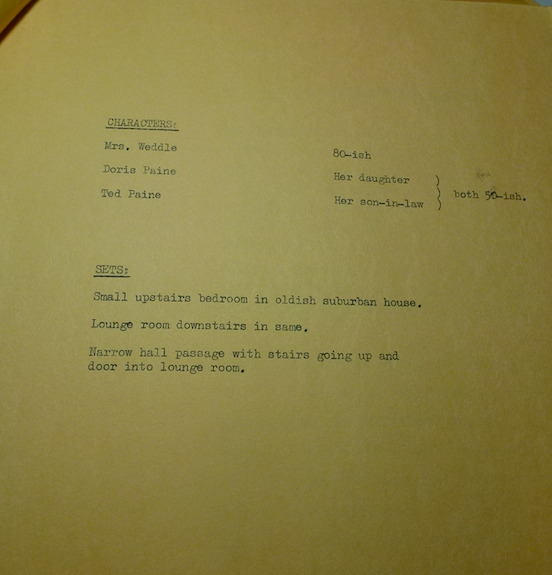 CHARACTERS:
Mrs. Weddle 80-ish
Doris Paine Her daughter
Ted Paine Her son-in-law
both 50-ish.
SETS:
Small upstairs bedroom in oldish suburban house.
Lounge room downstairs in same.
Narrow hall passage with stairs going up and
door into lounge room.